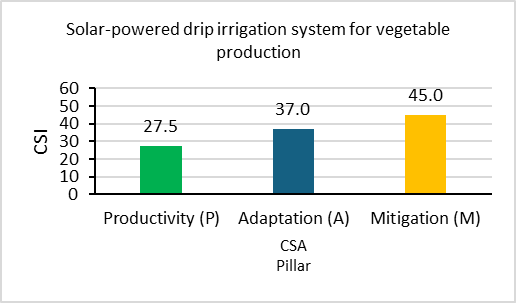 Solar-powered drip irrigation system for vegetable
production
60
50
40
30
20
10
0
CSI
27.5
37.0
45.0
Productivity (P)
Adaptation (A)
Mitigation (M)
CSA
Pillar